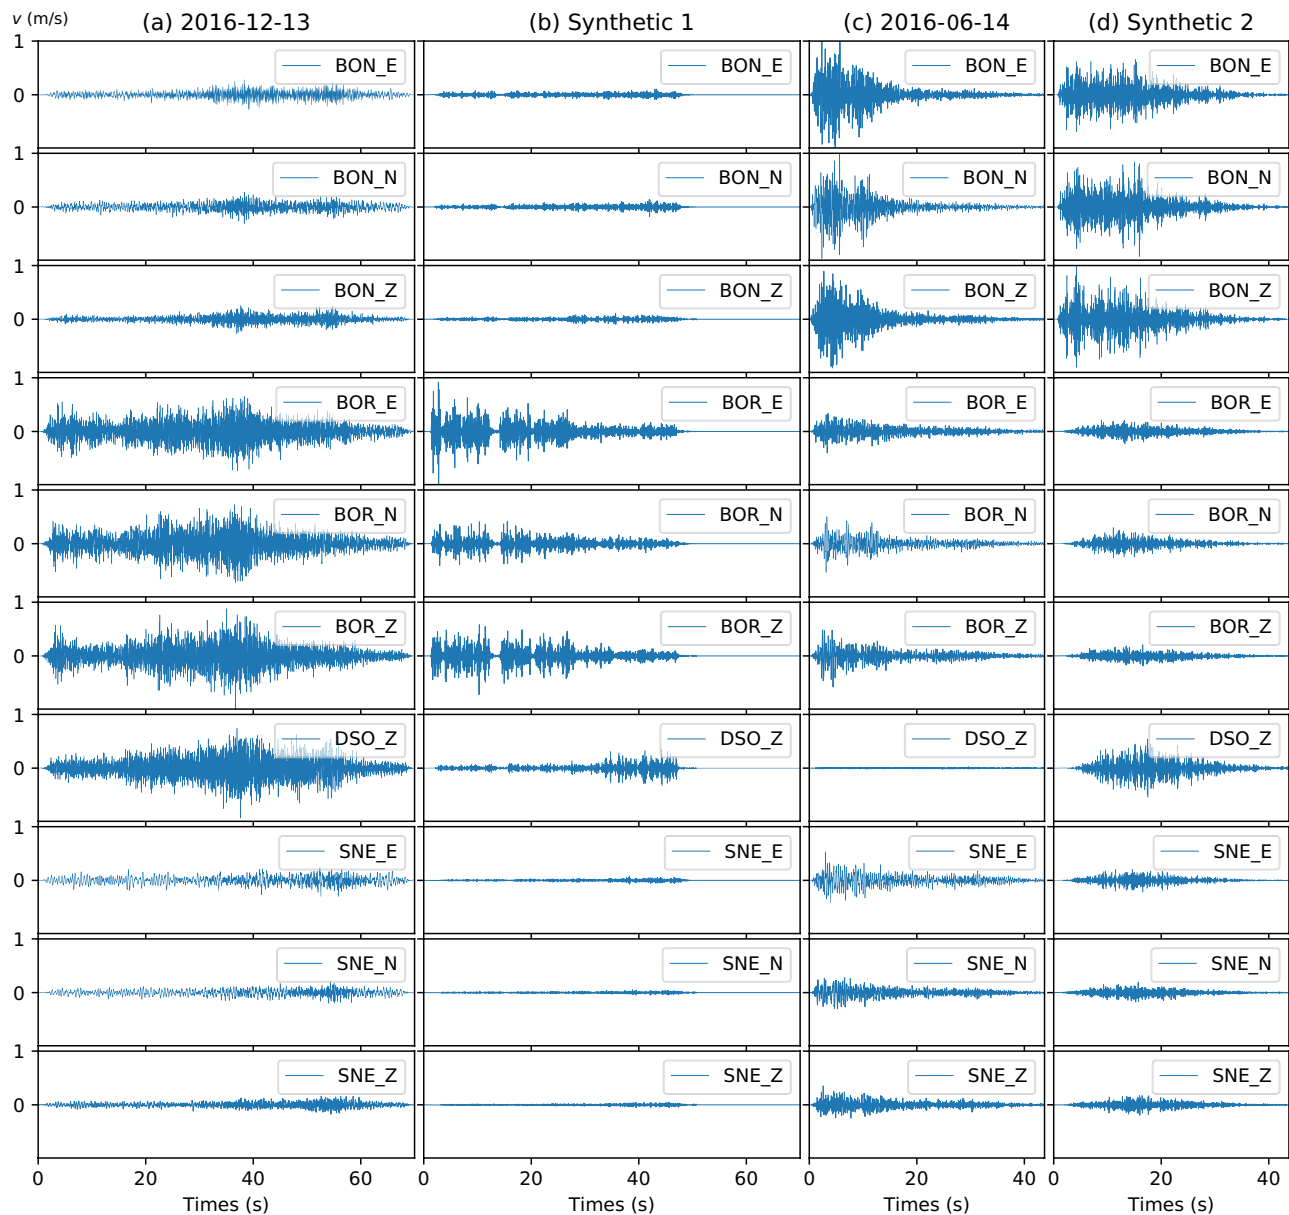 v (m/s) (a) 2016-12-13 (b) Synthetic 1 (c) 2016-06-14 (d) Synthetic 2
1 BON_E BON_E BON_E BON_E
0
1 BON_N BON_N BON_N BON_N
0
1 BON_Z BON_Z BON_Z BON_Z
0
1 BOR_E BOR_E BOR_E BOR_E
0
1 BOR_N BOR_N BOR_N BOR_N
0
1 BOR_Z BOR_Z BOR_Z BOR_Z
0
1 DSO_Z DSO_Z DSO_Z DSO_Z
0
1 SNE_E SNE_E SNE_E SNE_E
0
1 SNE_N SNE_N SNE_N SNE_N
0
1 SNE_Z SNE_Z SNE_Z SNE_Z
0
0 20 40 60 0 20 40 60 0 20 40 0 20 40
Times (s) Times (s) Times (s) Times (s)